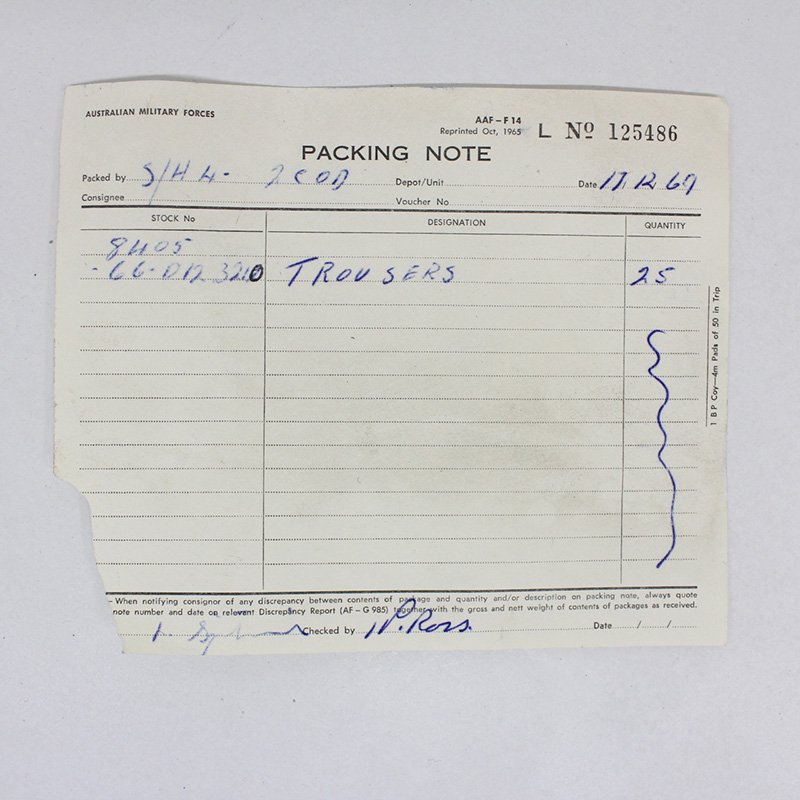 AUSTRALIAN MILITARY FORCES
AAF – F 14
Reprinted Oct, 1965 L No 125486
PACKING NOTE
Packed by S/H 4- 2COD Depot/Unit Date 17.12.69
Consignee Voucher No
STOCK No DESIGNATION QUANTITY
8405
-66-012 3210 TROUSERS 25
1 B P Coy—4m Pads of 50 in Trip
– When notifying consignor of any discrepancy between contents of package and quantity and/or description on packing note, always quote
note number and date on relevant Discrepancy Report (AF – G 985) together with the gross and nett weight of contents of packages as received.
Checked by P. Ross. Date / /